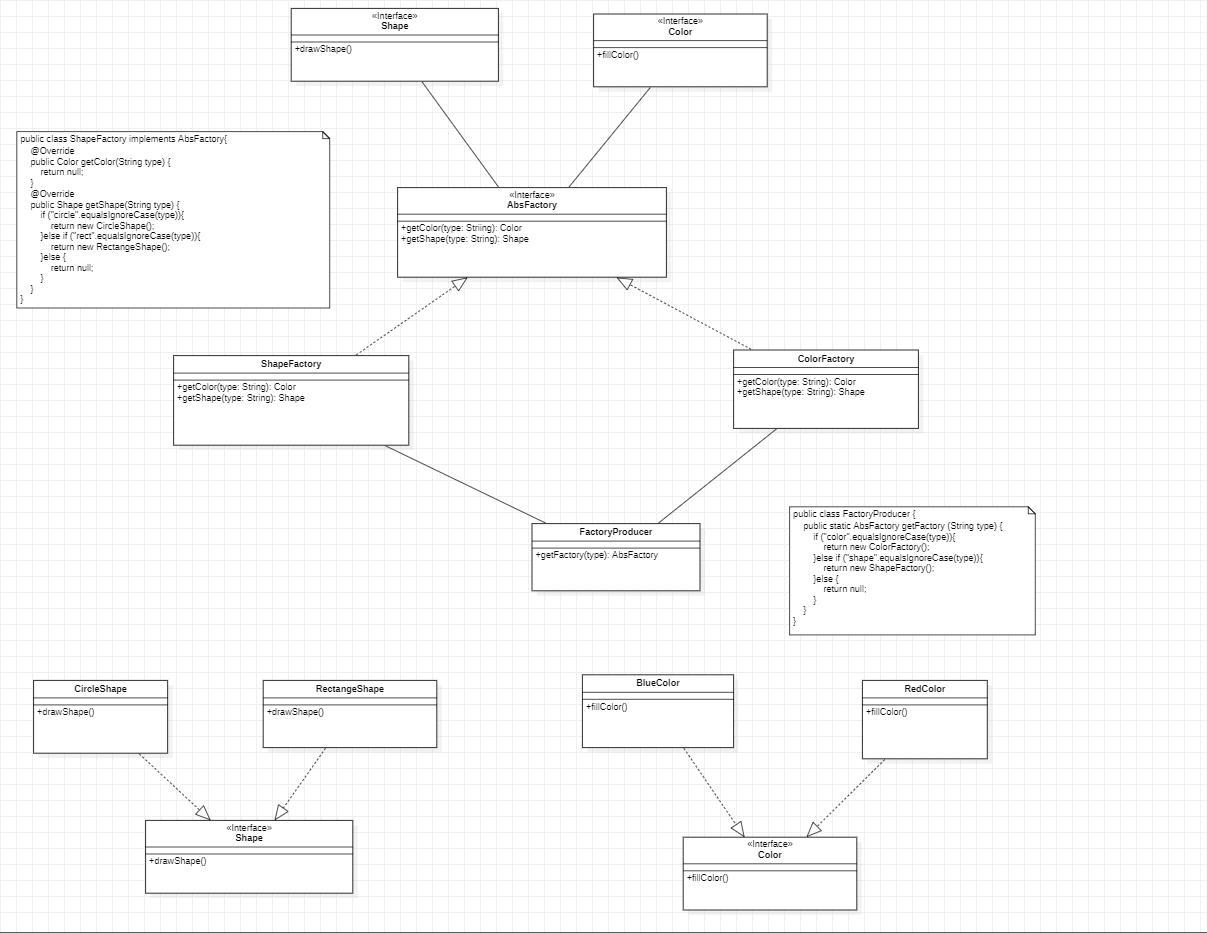 «Interface»
Shape
+drawShape()
«Interface»
Color
+fillColor()
public class ShapeFactory implements AbsFactory{
@Override
public Color getColor(String type) {
return null;
}
@Override
public Shape getShape(String type) {
if ("circle".equalsIgnoreCase(type)){
return new CircleShape();
}else if ("rect".equalsIgnoreCase(type)){
return new RectangeShape();
}else {
return null;
}
}
}
«Interface»
AbsFactory
+getColor(type: Striing): Color
+getShape(type: String): Shape
ShapeFactory
+getColor(type: String): Color
+getShape(type: String): Shape
ColorFactory
+getColor(type: String): Color
+getShape(type: String): Shape
FactoryProducer
+getFactory(type): AbsFactory
public class FactoryProducer {
public static AbsFactory getFactory (String type) {
if ("color".equalsIgnoreCase(type)){
return new ColorFactory();
}else if ("shape".equalsIgnoreCase(type)){
return new ShapeFactory();
}else {
return null;
}
}
}
CircleShape
+drawShape()
RectangeShape
+drawShape()
BlueColor
+fillColor()
RedColor
+fillColor()
«Interface»
Shape
+drawShape()
«Interface»
Color
+fillColor()